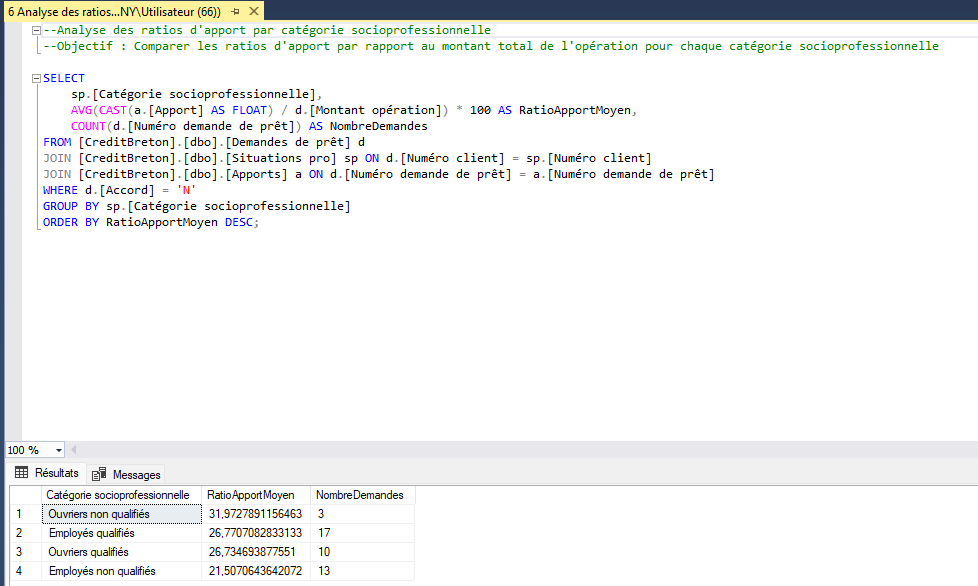 6 Analyse des ratios...NY\Utilisateur (66))
--Analyse des ratios d'apport par catégorie socioprofessionnelle
--Objectif : Comparer les ratios d'apport par rapport au montant total de l'opération pour chaque catégorie socioprofessionnelle
SELECT
sp.[Catégorie socioprofessionnelle],
AVG(CAST(a.[Apport] AS FLOAT) / d.[Montant opération]) * 100 AS RatioApportMoyen,
COUNT(d.[Numéro demande de prêt]) AS NombreDemandes
FROM [CreditBreton].[dbo].[Demandes de prêt] d
JOIN [CreditBreton].[dbo].[Situations pro] sp ON d.[Numéro client] = sp.[Numéro client]
JOIN [CreditBreton].[dbo].[Apports] a ON d.[Numéro demande de prêt] = a.[Numéro demande de prêt]
WHERE d.[Accord] = 'N'
GROUP BY sp.[Catégorie socioprofessionnelle]
ORDER BY RatioApportMoyen DESC;
100 %
Résultats Messages
Catégorie socioprofessionnelle RatioApportMoyen NombreDemandes
1 Ouvriers non qualifiés 31,9727891156463 3
2 Employés qualifiés 26,7707082833133 17
3 Ouvriers qualifiés 26,734693877551 10
4 Employés non qualifiés 21,5070643642072 13